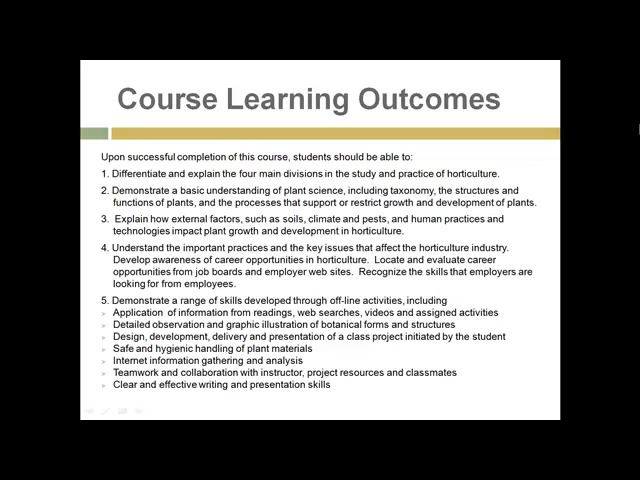 Course Learning Outcomes
Upon successful completion of this course, students should be able to:
1. Differentiate and explain the four main divisions in the study and practice of horticulture.
2. Demonstrate a basic understanding of plant science, including taxonomy, the structures and
functions of plants, and the processes that support or restrict growth and development of plants.
3. Explain how external factors, such as soils, climate and pests, and human practices and
technologies impact plant growth and development in horticulture.
4. Understand the important practices and the key issues that affect the horticulture industry.
Develop awareness of career opportunities in horticulture. Locate and evaluate career
opportunities from job boards and employer web sites. Recognize the skills that employers are
looking for from employees.
5. Demonstrate a range of skills developed through off-line activities, including
Application of information from readings, web searches, videos and assigned activities
Detailed observation and graphic illustration of botanical forms and structures
Design, development, delivery and presentation of a class project initiated by the student
Safe and hygienic handling of plant materials
Internet information gathering and analysis
Teamwork and collaboration with instructor, project resources and classmates
Clear and effective writing and presentation skills